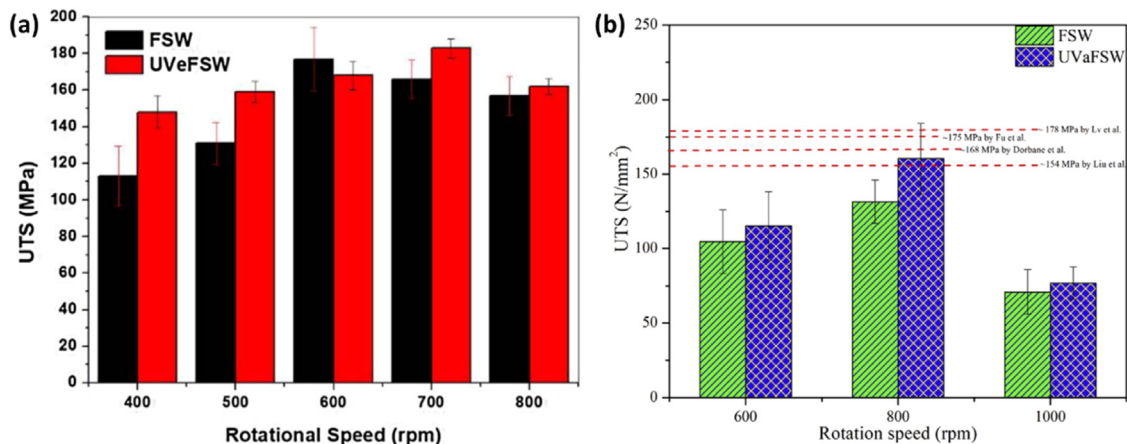 (a)
FSW
UVeFSW
200
180
160
140
120
100
80
60
40
20
0
UTS (MPa)
400 500 600 700 800
Rotational Speed (rpm)
(b)
FSW
UVaFSW
250
200
150
100
50
0
UTS (N/mm²)
~178 MPa by Lv et al.
~175 MPa by Fu et al.
~168 MPa by Dorbane et al.
~154 MPa by Liu et al.
600 800 1000
Rotation speed (rpm)